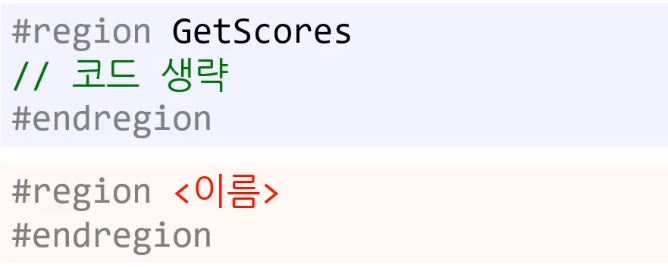 #region GetScores
// 코드 생략
#endregion
#region <이름>
#endregion